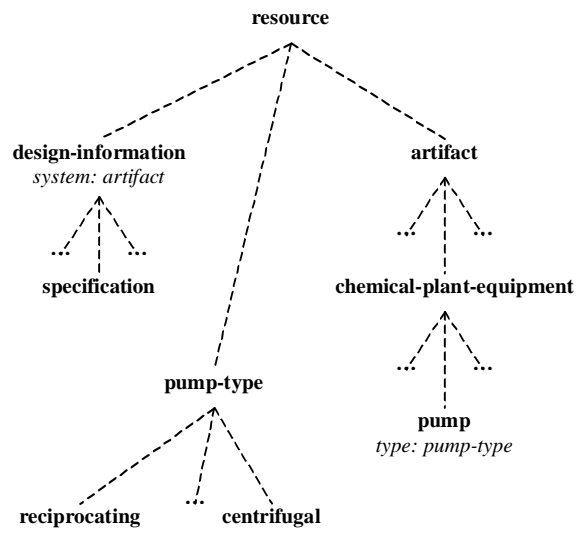 resource
design-information
system: artifact
artifact
... ...
... ...
specification
chemical-plant-equipment
... ...
pump-type
pump
type: pump-type
...
reciprocating
centrifugal